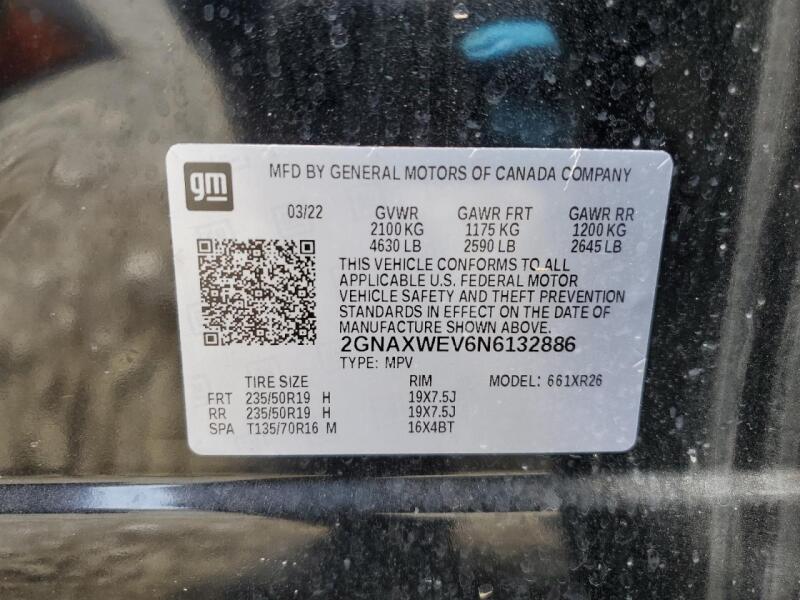 gm
MFD BY GENERAL MOTORS OF CANADA COMPANY
03/22 GVWR GAWR FRT GAWR RR
2100 KG 1175 KG 1200 KG
4630 LB 2590 LB 2645 LB
THIS VEHICLE CONFORMS TO ALL
APPLICABLE U.S. FEDERAL MOTOR
VEHICLE SAFETY AND THEFT PREVENTION
STANDARDS IN EFFECT ON THE DATE OF
MANUFACTURE SHOWN ABOVE.
2GNAXWEV6N6132886
TYPE: MPV
TIRE SIZE RIM MODEL: 661XR26
FRT 235/50R19 H 19X7.5J
RR 235/50R19 H 19X7.5J
SPA T135/70R16 M 16X4BT